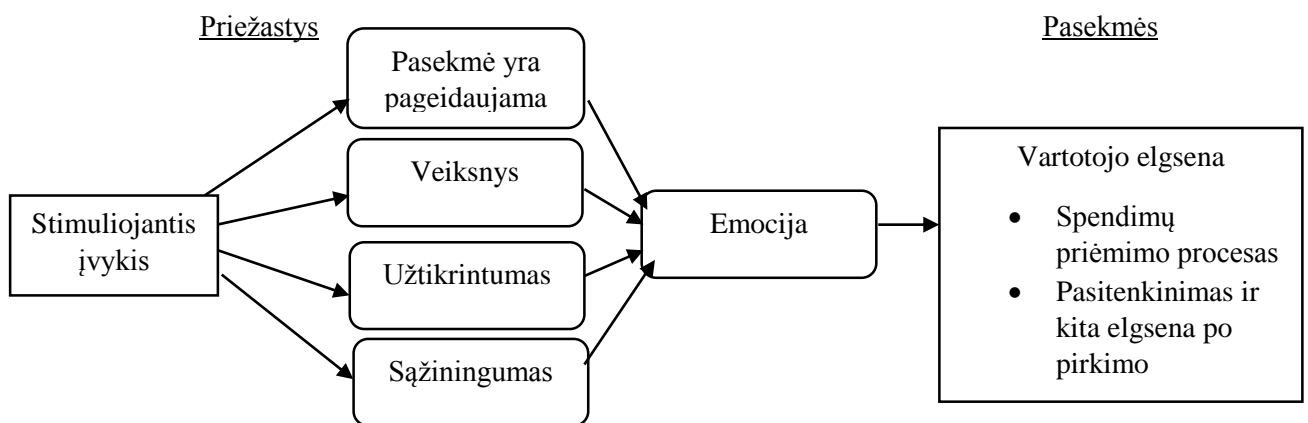 Priežastys
Pasekmės
Pasekmė yra
pageidaujama
Veiksnys
Užtikrintumas
Sąžiningumas
Stimuliojantis
įvykis
Emocija
Vartotojo elgsena
• Spendimų
priėmimo procesas
• Pasitenkinimas ir
kita elgsena po
pirkimo